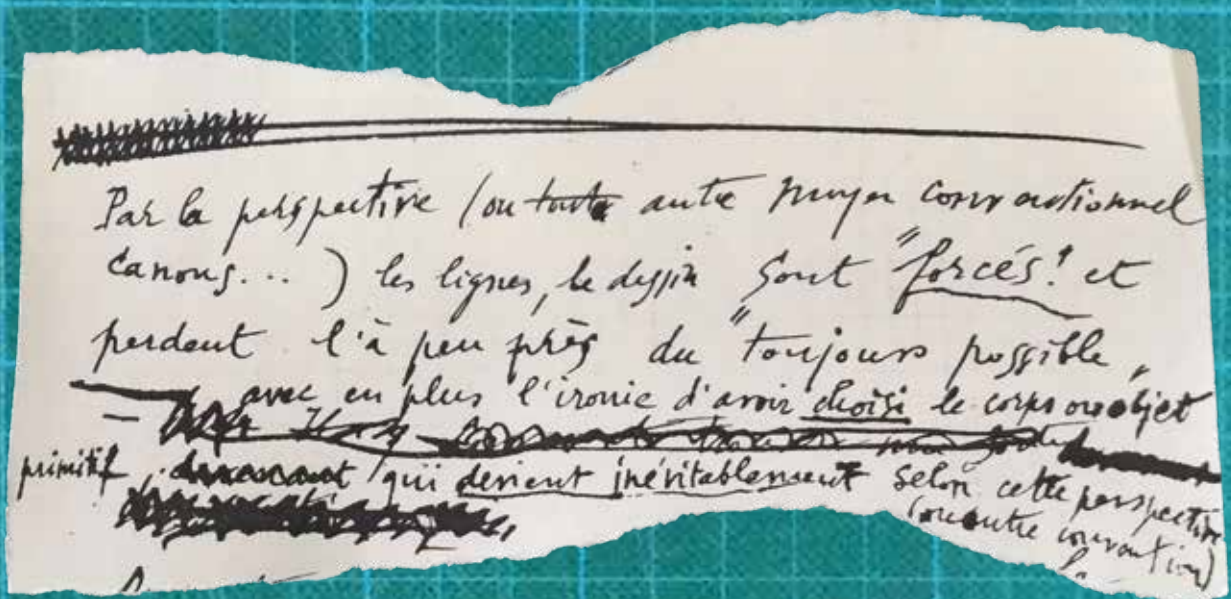 Par la perspective (ou toute autre moyen conventionnel
canons...) les lignes, le dessin sont "forcés" et
perdent l'à peu près du "toujours possible"
avec en plus l'ironie d'avoir choisi le corps ou objet
primitif, qui devient inévitablement selon cette perspective
(ou autre convention)